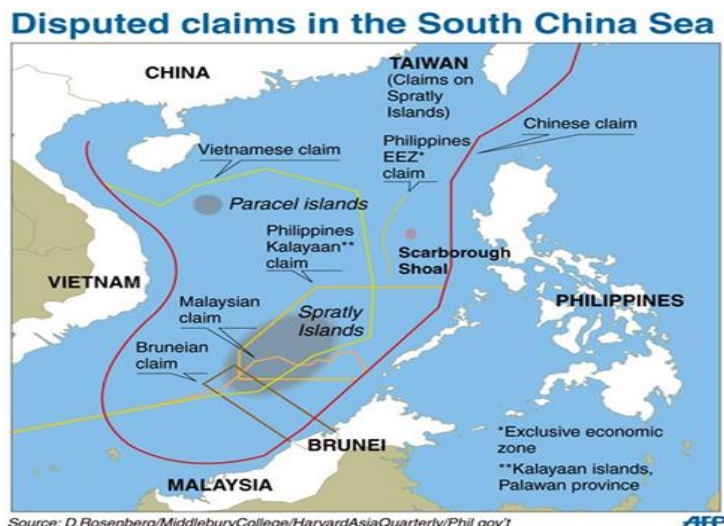 Disputed claims in the South China Sea
CHINA
TAIWAN
(Claims on
Spratly
Islands)
Chinese claim
Vietnamese claim
Philippines
EEZ*
claim
Paracel islands
Philippines
Kalayaan**
claim
Scarborough
Shoal
VIETNAM
Malaysian
claim
Spratly
Islands
PHILIPPINES
Bruneian
claim
BRUNEI
MALAYSIA
*Exclusive economic
zone
**Kalayaan islands,
Palawan province
Source: D.Rosenberg/MiddleburyCollege/HarvardAsiaQuarterly/Phil gov't
AFP